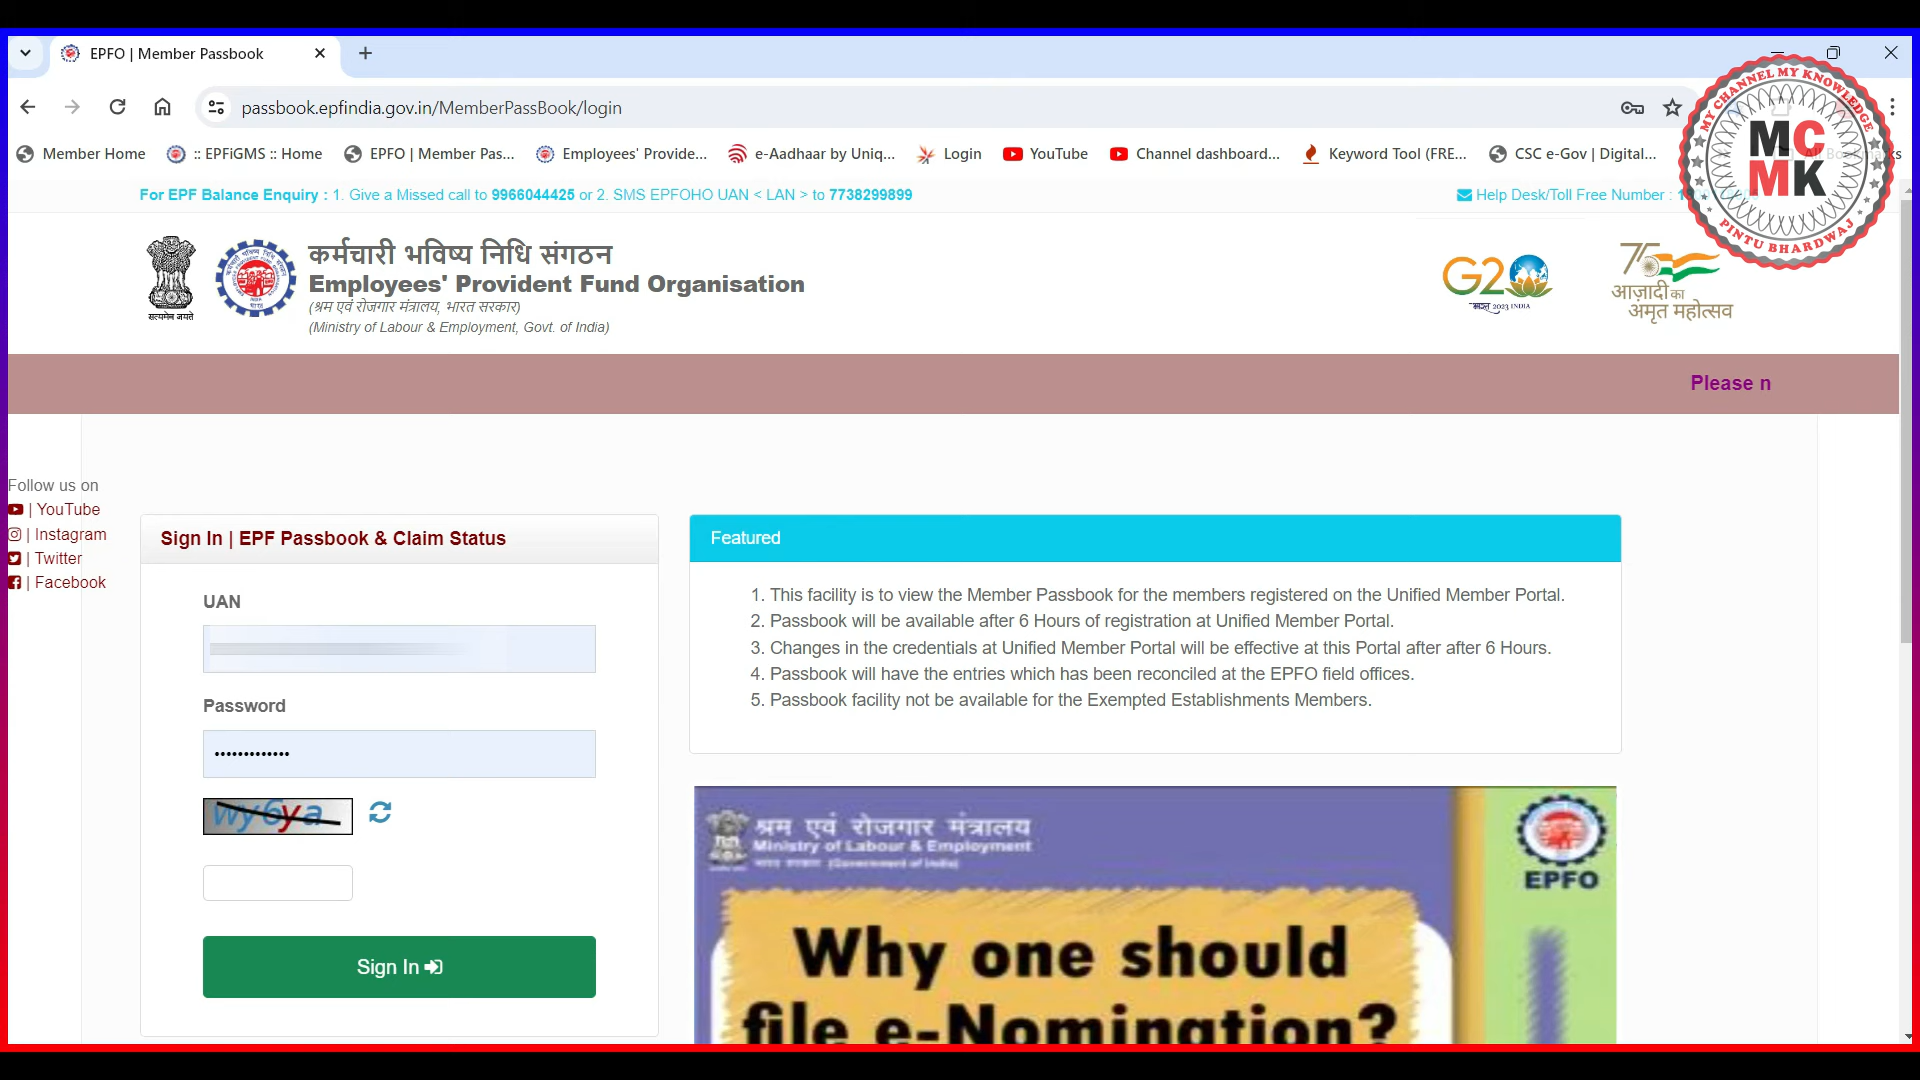 EPFO | Member Passbook
passbook.epfindia.gov.in/MemberPassBook/login
Member Home
:: EPFiGMS :: Home
EPFO | Member Pas...
Employees' Provide...
e-Aadhaar by Uniq...
Login
YouTube
Channel dashboard...
Keyword Tool (FRE...
CSC e-Gov | Digital...
MY CHANNEL MY KNOWLEDGE
MC
MK
PINTU BHARDWAJ
For EPF Balance Enquiry : 1. Give a Missed call to 9966044425 or 2. SMS EPFOHO UAN < LAN > to 7738299899
Help Desk/Toll Free Number :
सत्यमेव जयते
कर्मचारी भविष्य निधि संगठन
Employees' Provident Fund Organisation
(श्रम एवं रोजगार मंत्रालय, भारत सरकार)
(Ministry of Labour & Employment, Govt. of India)
G20
भारत 2023 INDIA
75
आज़ादी का
अमृत महोत्सव
Please n
Follow us on
| YouTube
| Instagram
| Twitter
| Facebook
Sign In | EPF Passbook & Claim Status
UAN
Password
wy6ya
Sign In
Featured
1. This facility is to view the Member Passbook for the members registered on the Unified Member Portal.
2. Passbook will be available after 6 Hours of registration at Unified Member Portal.
3. Changes in the credentials at Unified Member Portal will be effective at this Portal after after 6 Hours.
4. Passbook will have the entries which has been reconciled at the EPFO field offices.
5. Passbook facility not be available for the Exempted Establishments Members.
श्रम एवं रोजगार मंत्रालय
Ministry of Labour & Employment
भारत सरकार (Government of India)
EPFO
Why one should
file e-Nomination?